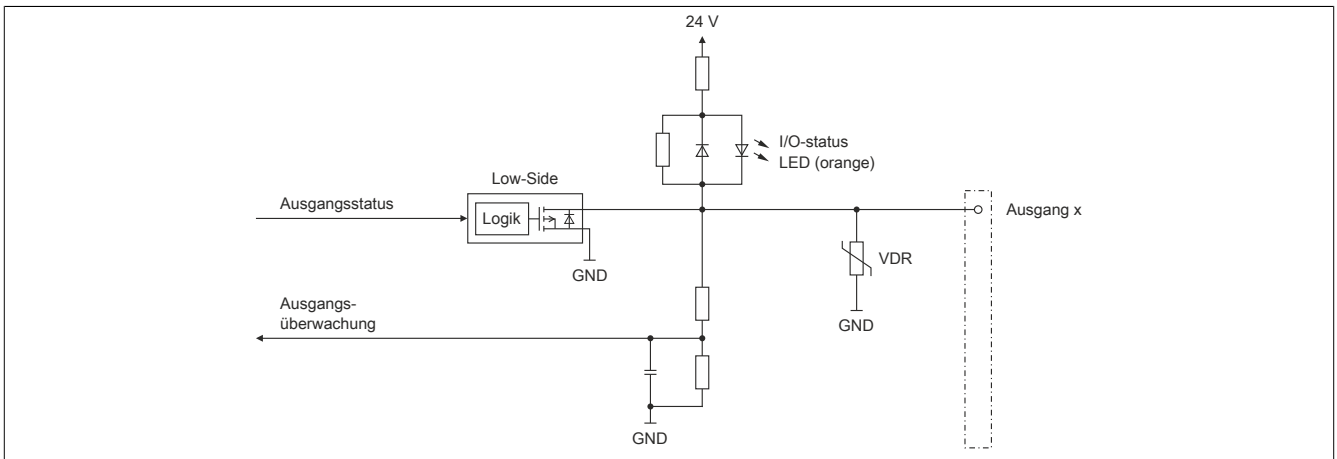 24 V
I/O-status
LED (orange)
Low-Side
Ausgangsstatus
Logik
Ausgang x
GND
VDR
Ausgangs-
überwachung
GND
GND